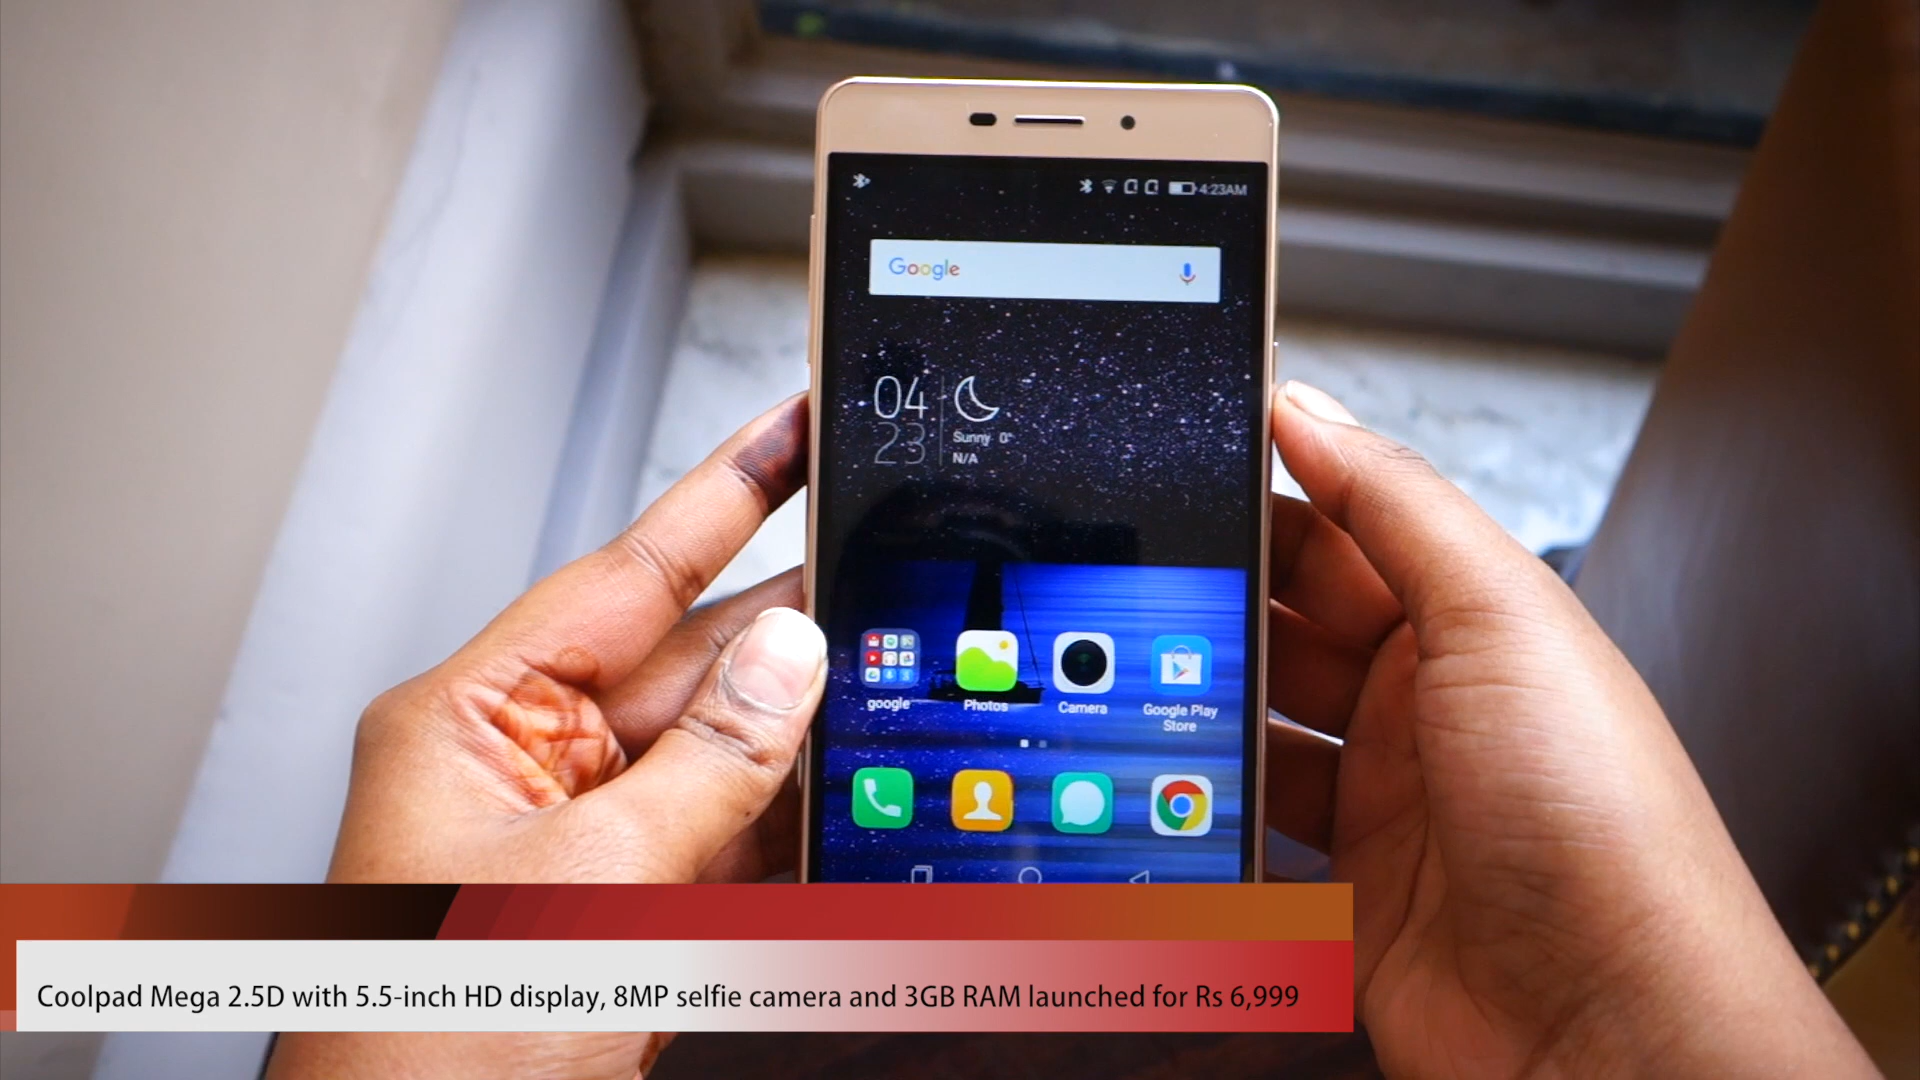 4:23AM
Google
04
23
Sunny 0°
N/A
google
Photos
Camera
Google Play
Store
Coolpad Mega 2.5D with 5.5-inch HD display, 8MP selfie camera and 3GB RAM launched for Rs 6,999